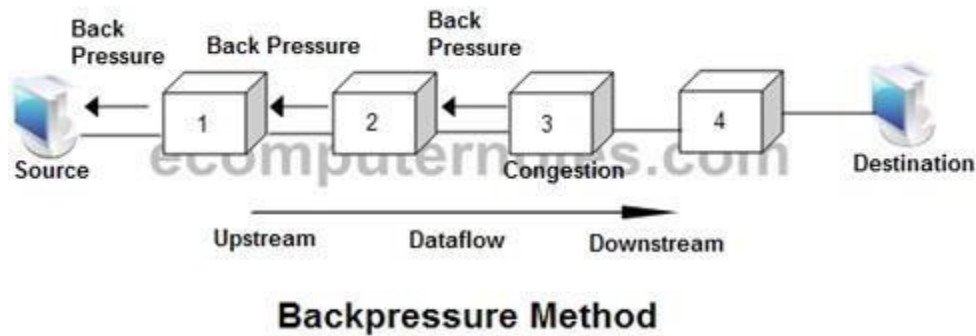 Back
Pressure
Back Pressure
Back
Pressure
1
2
3
4
Source
ecomputernotes.com
Congestion
Destination
Upstream
Dataflow
Downstream
Backpressure Method